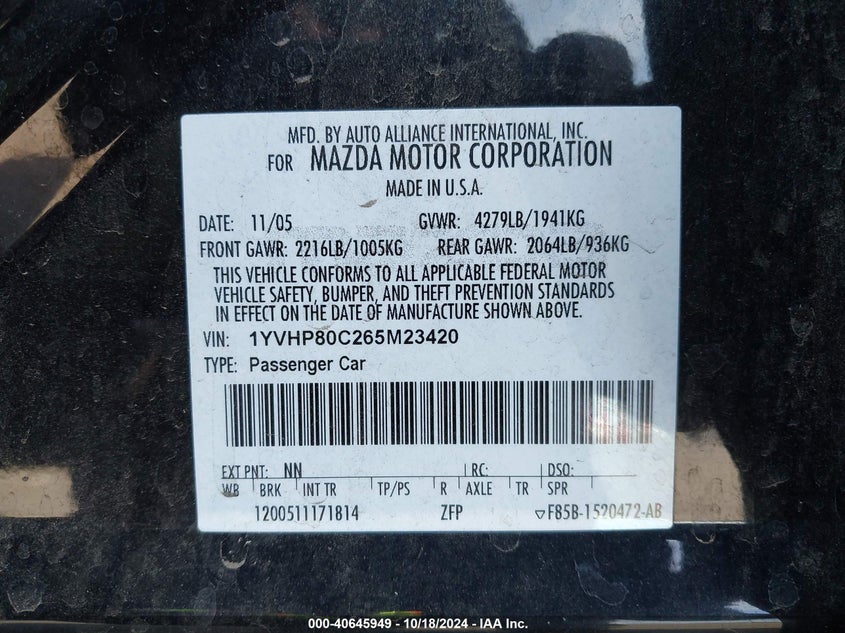 MFD. BY AUTO ALLIANCE INTERNATIONAL, INC.
FOR MAZDA MOTOR CORPORATION
MADE IN U.S.A.
DATE: 11/05 GVWR: 4279LB/1941KG
FRONT GAWR: 2216LB/1005KG REAR GAWR: 2064LB/936KG
THIS VEHICLE CONFORMS TO ALL APPLICABLE FEDERAL MOTOR
VEHICLE SAFETY, BUMPER, AND THEFT PREVENTION STANDARDS
IN EFFECT ON THE DATE OF MANUFACTURE SHOWN ABOVE.
VIN: 1YVHP80C265M23420
TYPE: Passenger Car
EXT PNT: NN RC: DSO:
WB BRK INT TR TP/PS R AXLE TR SPR
1200511171814 ZFP ▽F85B-1520472-AB
000-40645949 - 10/18/2024 - IAA Inc.